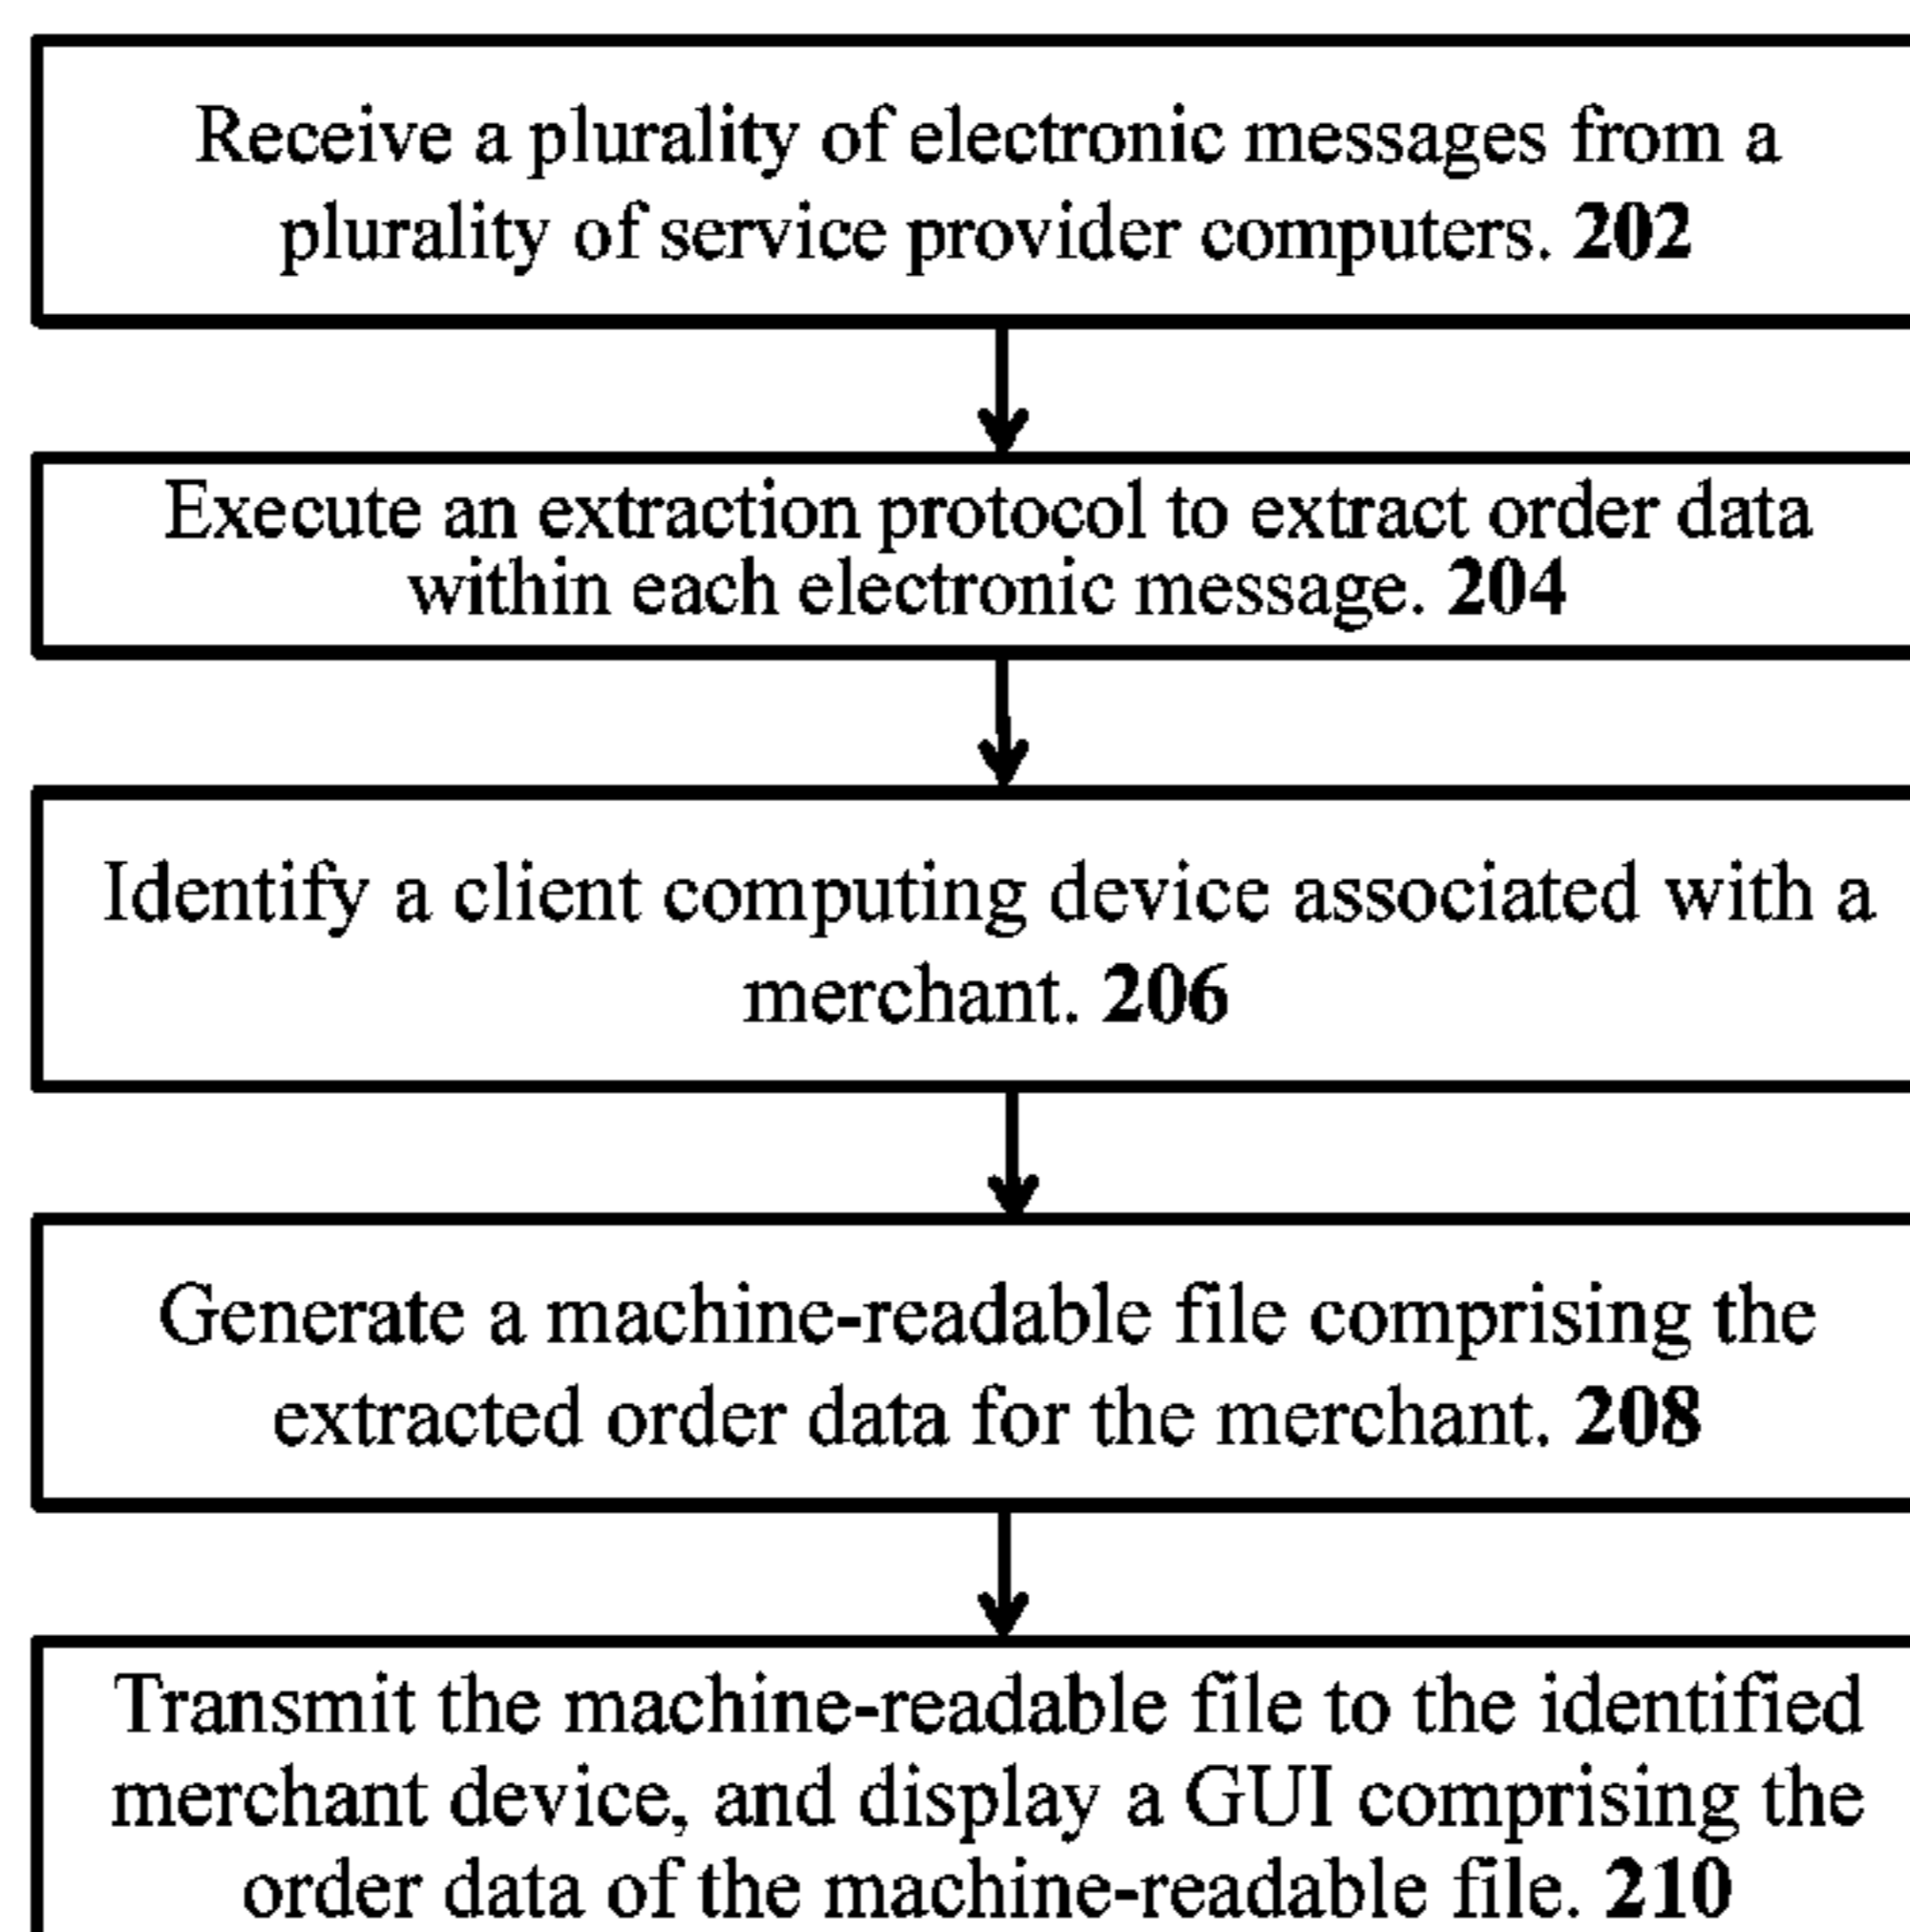 Receive a plurality of electronic messages from a
plurality of service provider computers. 202
Execute an extraction protocol to extract order data
within each electronic message. 204
Identify a client computing device associated with a
merchant. 206
Generate a machine-readable file comprising the
extracted order data for the merchant. 208
Transmit the machine-readable file to the identified
merchant device, and display a GUI comprising the
order data of the machine-readable file. 210